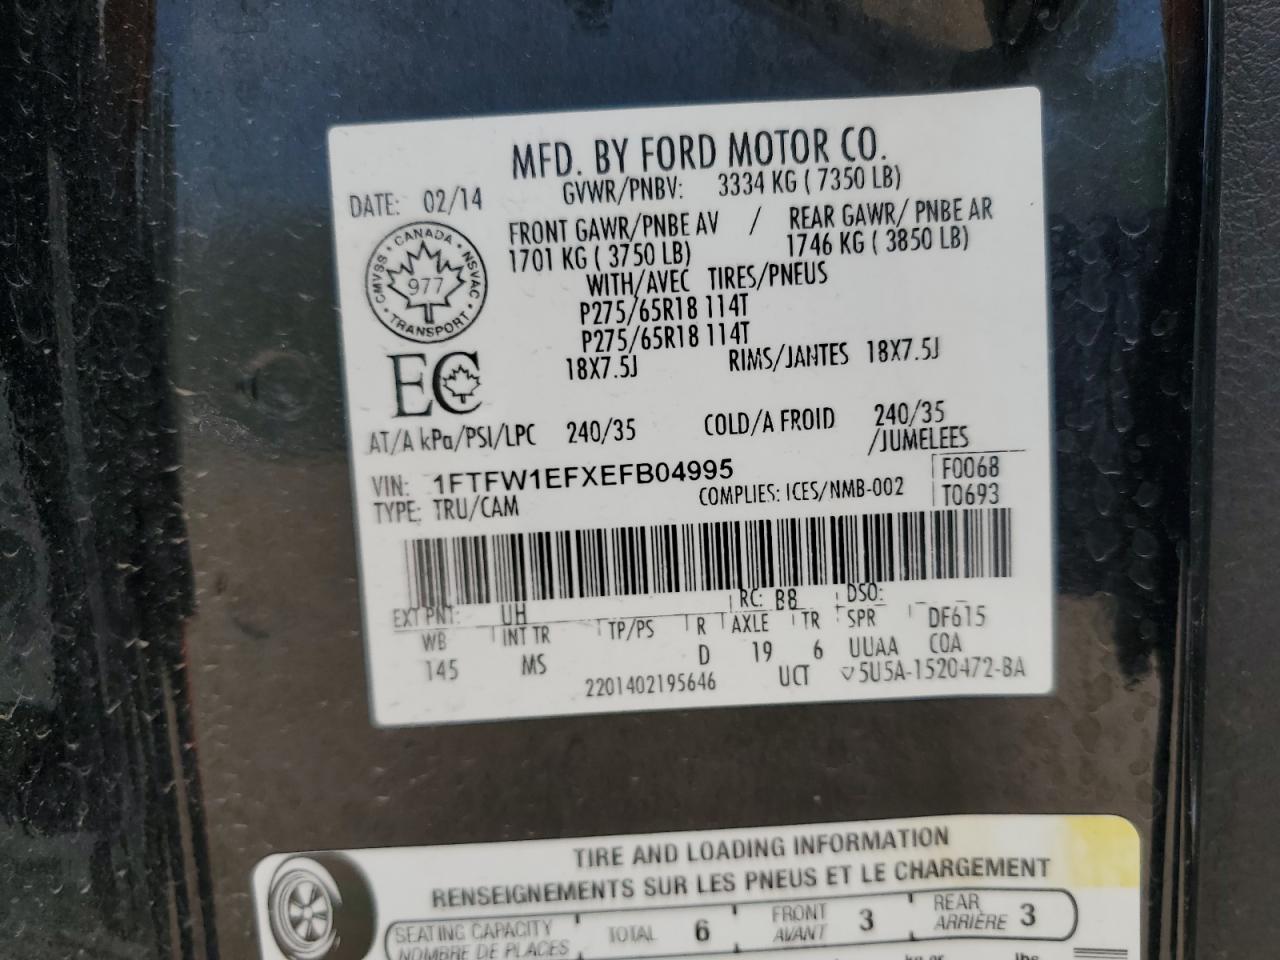 MFD. BY FORD MOTOR CO.
DATE: 02/14
GVWR/PNBV: 3334 KG ( 7350 LB)
FRONT GAWR/PNBE AV / REAR GAWR/ PNBE AR
1701 KG ( 3750 LB) 1746 KG ( 3850 LB)
WITH/AVEC TIRES/PNEUS
P275/65R18 114T
P275/65R18 114T
18X7.5J RIMS/JANTES 18X7.5J
CANADA
CMVSS NSVAC
977
TRANSPORT
EC
AT/A kPa/PSI/LPC 240/35 COLD/A FROID 240/35
/JUMELEES
VIN: 1FTFW1EFXEFB04995 F0068
TYPE: TRU/CAM COMPLIES: ICES/NMB-002 T0693
EXT PNT: UH RC: B8 DSO:
WB INT TR TP/PS R AXLE TR SPR DF615
145 MS D 19 6 UUAA COA
2201402195646 UCT 5U5A-1520472-BA
TIRE AND LOADING INFORMATION
RENSEIGNEMENTS SUR LES PNEUS ET LE CHARGEMENT
SEATING CAPACITY TOTAL 6 FRONT 3 REAR 3
NOMBRE DE PLACES AVANT ARRIÈRE
kg or lbs